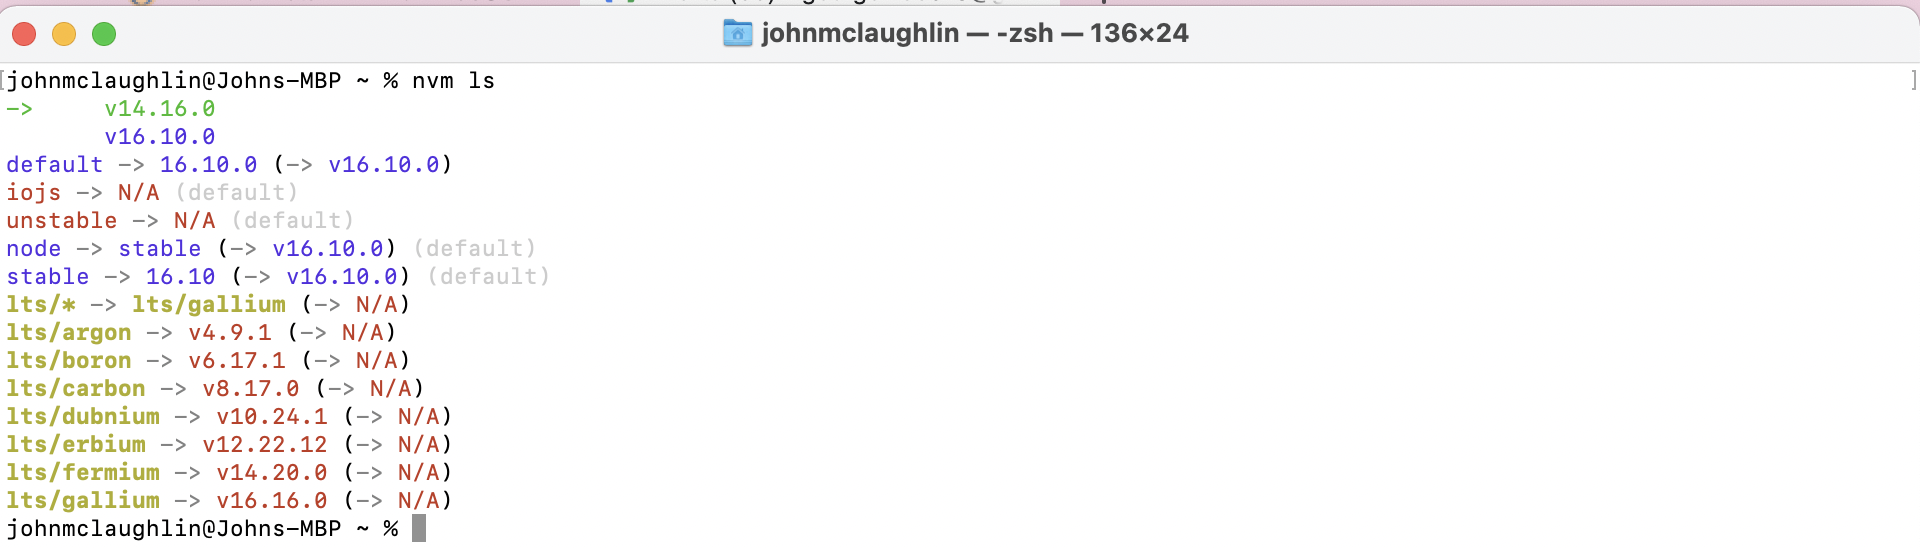 johnmclaughlin — -zsh — 136×24
[johnmclaughlin@Johns-MBP ~ % nvm ls ]
->      v14.16.0
        v16.10.0
default -> 16.10.0 (-> v16.10.0)
iojs -> N/A (default)
unstable -> N/A (default)
node -> stable (-> v16.10.0) (default)
stable -> 16.10 (-> v16.10.0) (default)
lts/* -> lts/gallium (-> N/A)
lts/argon -> v4.9.1 (-> N/A)
lts/boron -> v6.17.1 (-> N/A)
lts/carbon -> v8.17.0 (-> N/A)
lts/dubnium -> v10.24.1 (-> N/A)
lts/erbium -> v12.22.12 (-> N/A)
lts/fermium -> v14.20.0 (-> N/A)
lts/gallium -> v16.16.0 (-> N/A)
johnmclaughlin@Johns-MBP ~ %